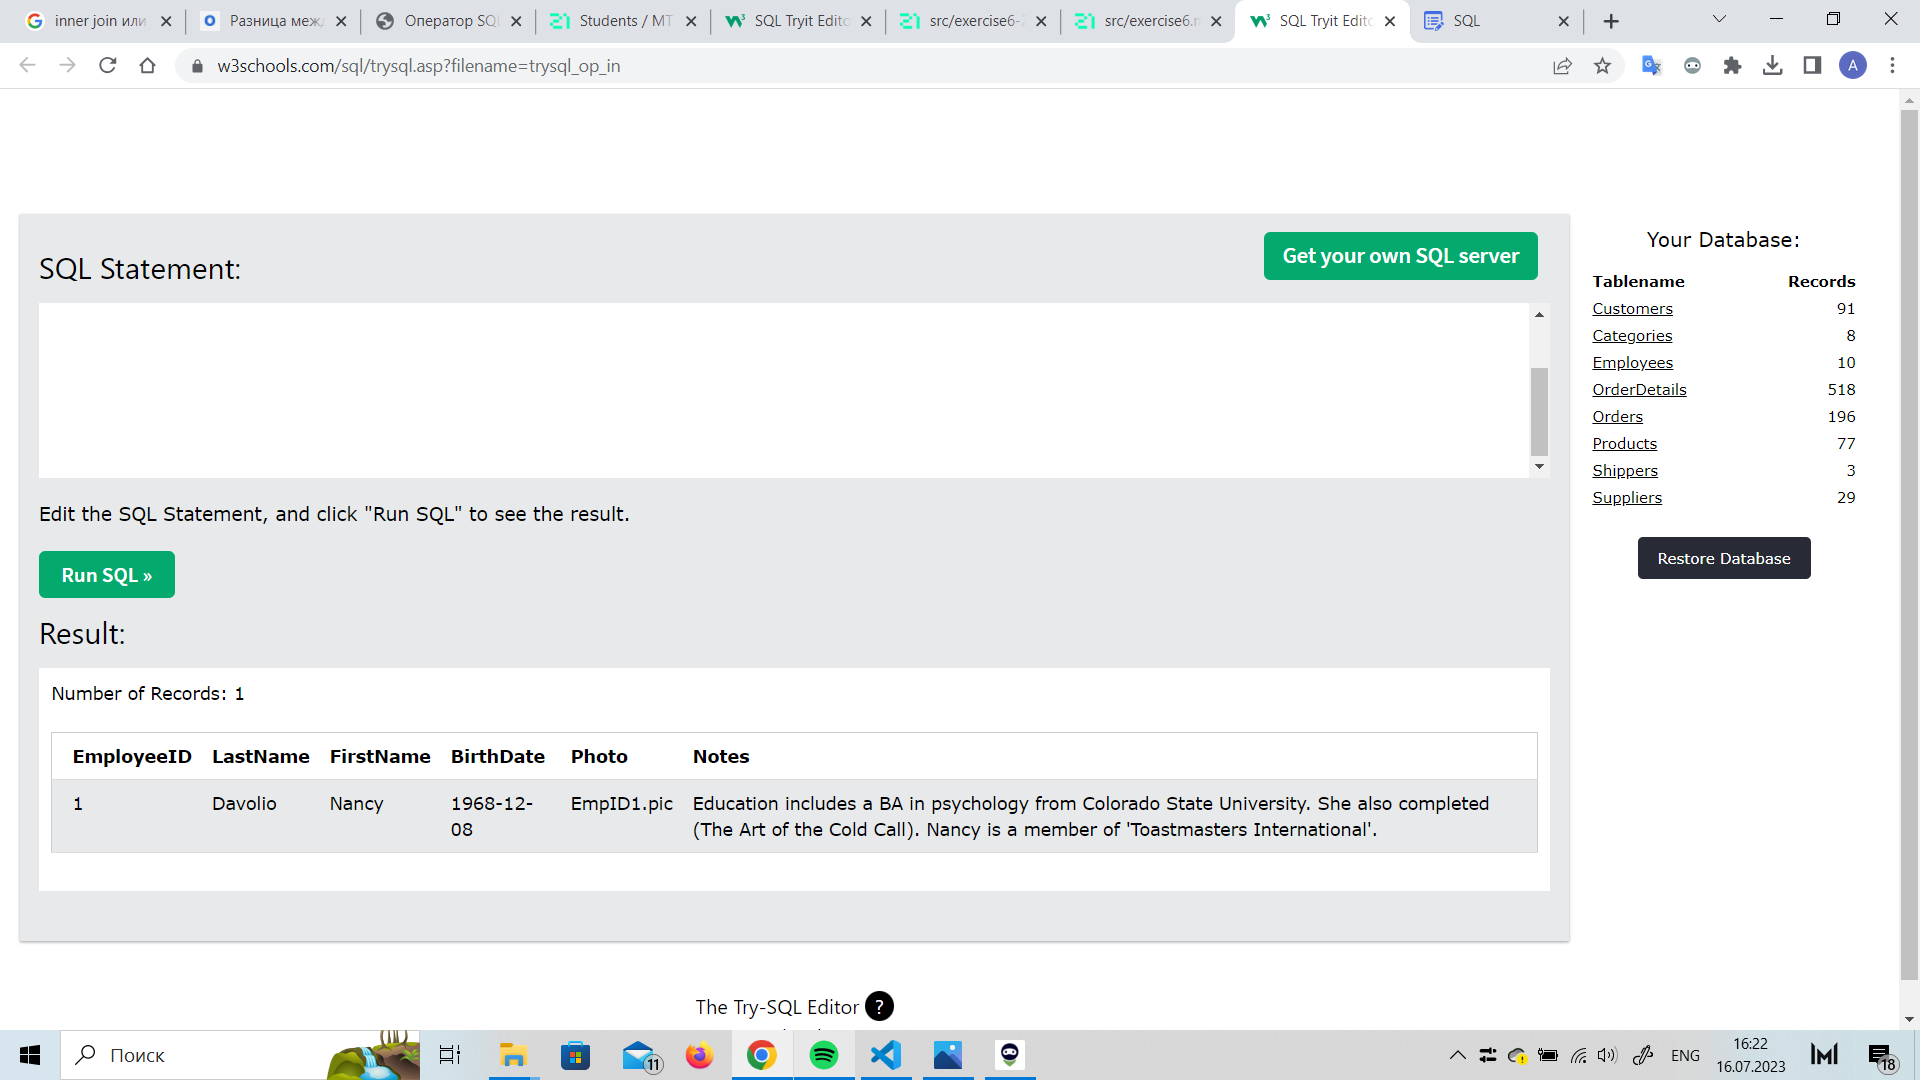 inner join или
Разница меж
Оператор SQL
Students / MT
SQL Tryit Edito
src/exercise6-2
src/exercise6.m
SQL Tryit Edito
SQL
w3schools.com/sql/trysql.asp?filename=trysql_op_in
A
SQL Statement:
Get your own SQL server
Edit the SQL Statement, and click "Run SQL" to see the result.
Run SQL »
Result:
Number of Records: 1
EmployeeID LastName FirstName BirthDate Photo Notes
1 Davolio Nancy 1968-12-08 EmpID1.pic Education includes a BA in psychology from Colorado State University. She also completed
(The Art of the Cold Call). Nancy is a member of 'Toastmasters International'.
Your Database:
Tablename Records
Customers 91
Categories 8
Employees 10
OrderDetails 518
Orders 196
Products 77
Shippers 3
Suppliers 29
Restore Database
The Try-SQL Editor ?
Поиск
11
ENG
16:22
16.07.2023
18